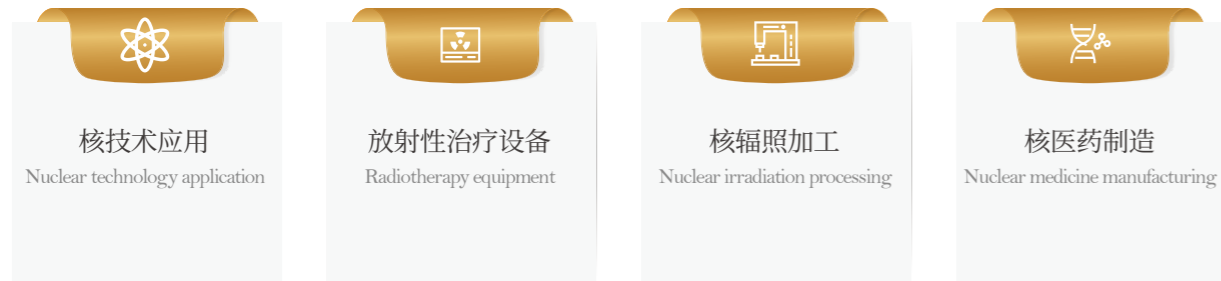 核技术应用
Nuclear technology application
放射性治疗设备
Radiotherapy equipment
核辐照加工
Nuclear irradiation processing
核医药制造
Nuclear medicine manufacturing